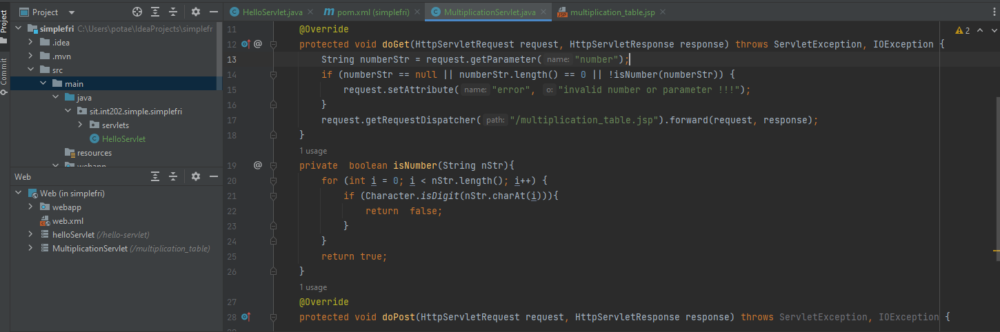 Project
HelloServlet.java
pom.xml (simplefri)
MultiplicationServlet.java
multiplication_table.jsp
Project
Commit
simplefri C:\Users\potae\IdeaProjects\simplefr
.idea
.mvn
src
main
java
sit.int202.simple.simplefri
servlets
HelloServlet
resources
webapp
Web
Web (in simplefri)
webapp
web.xml
helloServlet (/hello-servlet)
MultiplicationServlet (/multiplication_table)
2
11 @Override
12 @ protected void doGet(HttpServletRequest request, HttpServletResponse response) throws ServletException, IOException {
13 String numberStr = request.getParameter( name: "number");
14 if (numberStr == null || numberStr.length() == 0 || !isNumber(numberStr)) {
15 request.setAttribute( name: "error", o: "invalid number or parameter !!!");
16 }
17 request.getRequestDispatcher( path: "/multiplication_table.jsp").forward(request, response);
18 }
1 usage
19 @ private  boolean isNumber(String nStr){
20 for (int i = 0; i < nStr.length(); i++) {
21 if (Character.isDigit(nStr.charAt(i))){
22 return  false;
23 }
24 }
25 return true;
26 }
1 usage
27 @Override
28 protected void doPost(HttpServletRequest request, HttpServletResponse response) throws ServletException, IOException {